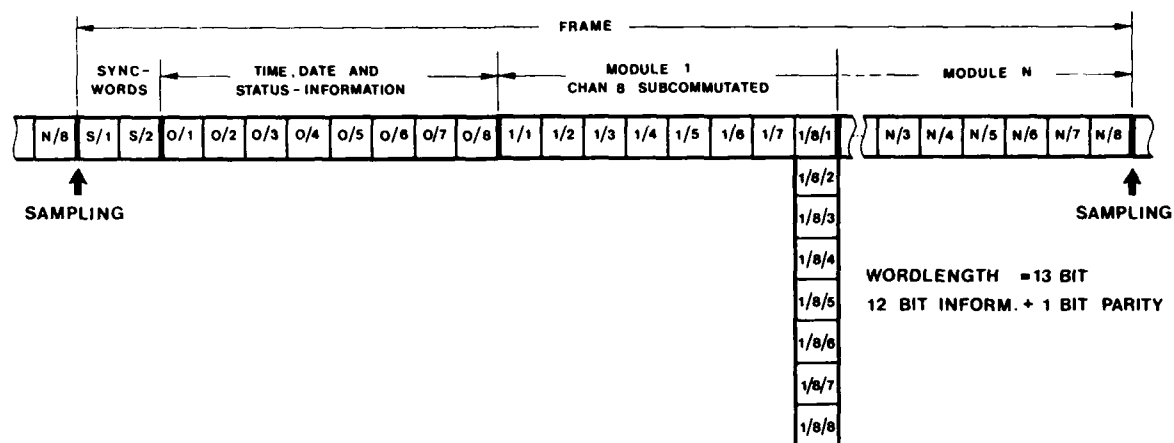 FRAME
SYNC-
WORDS
TIME, DATE AND
STATUS-INFORMATION
MODULE 1
CHAN 8 SUBCOMMUTATED
MODULE N
N/8 S/1 S/2 O/1 O/2 O/3 O/4 O/5 O/6 O/7 O/8 1/1 1/2 1/3 1/4 1/5 1/6 1/7 1/8/1 N/3 N/4 N/5 N/6 N/7 N/8
1/8/2
SAMPLING
SAMPLING
1/8/3
1/8/4
1/8/5
1/8/6
1/8/7
1/8/8
WORDLENGTH = 13 BIT
12 BIT INFORM. + 1 BIT PARITY